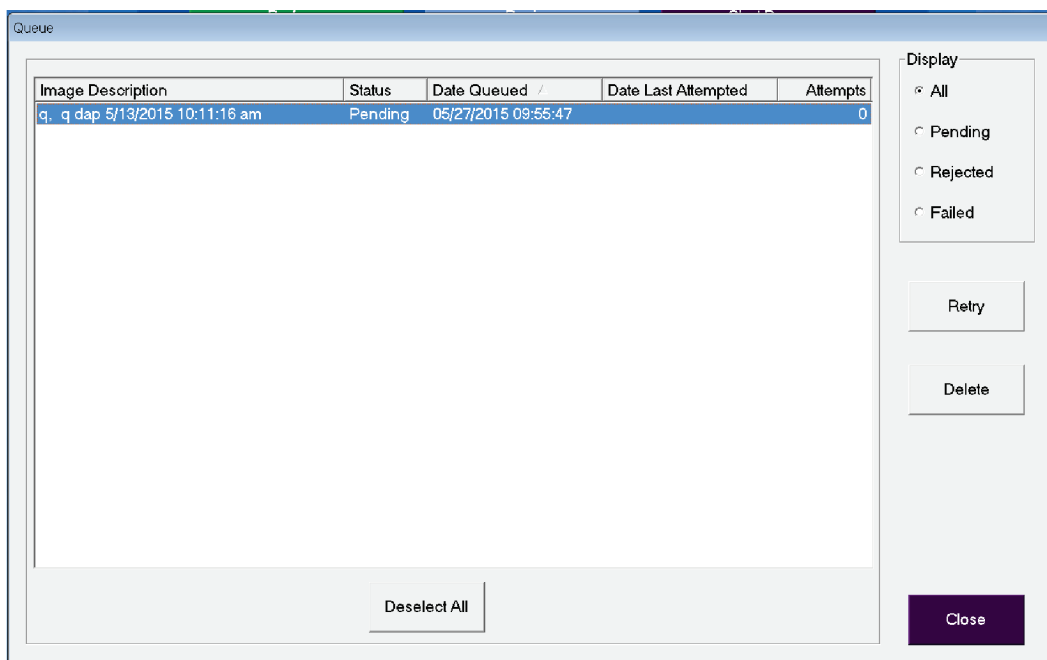 Queue
Display
Image Description Status Date Queued Date Last Attempted Attempts
All
q, q dap 5/13/2015 10:11:16 am Pending 05/27/2015 09:55:47 0
Pending
Rejected
Failed
Retry
Delete
Deselect All
Close